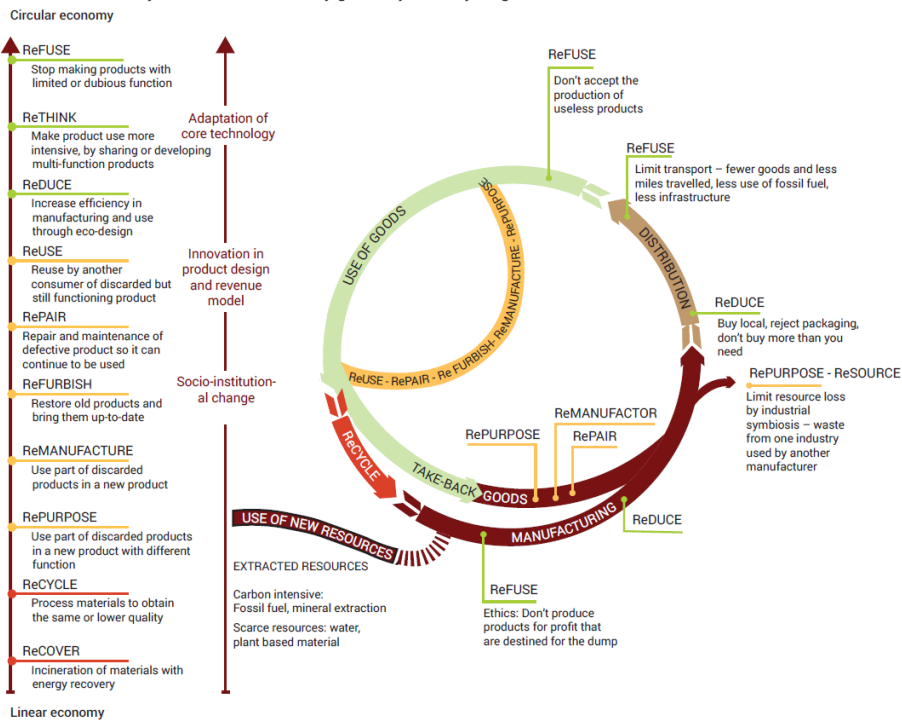 Circular economy
ReFUSE
Stop making products with
limited or dubious function
ReTHINK
Make product use more
intensive, by sharing or developing
multi-function products
ReDUCE
Increase efficiency in
manufacturing and use
through eco-design
ReUSE
Reuse by another
consumer of discarded but
still functioning product
RePAIR
Repair and maintenance of
defective product so it can
continue to be used
ReFURBISH
Restore old products and
bring them up-to-date
ReMANUFACTURE
Use part of discarded
products in a new product
RePURPOSE
Use part of discarded products
in a new product with different
function
ReCYCLE
Process materials to obtain
the same or lower quality
ReCOVER
Incineration of materials with
energy recovery
Linear economy
Adaptation of
core technology
Innovation in
product design
and revenue
model
Socio-institution-
al change
ReFUSE
Don't accept the
production of
useless products
ReFUSE
Limit transport – fewer goods and less
miles travelled, less use of fossil fuel,
less infrastructure
USE OF GOODS
DISTRIBUTION
ReDUCE
Buy local, reject packaging,
don't buy more than you
need
ReUSE - RePAIR - Re FURBISH- ReMANUFACTURE - RePURPOSE
RePURPOSE - ReSOURCE
Limit resource loss
by industrial
symbiosis – waste
from one industry
used by another
manufacturer
ReMANUFACTOR
RePURPOSE
RePAIR
ReCYCLE
TAKE-BACK
GOODS
MANUFACTURING
ReDUCE
USE OF NEW RESOURCES
EXTRACTED RESOURCES
Carbon intensive:
Fossil fuel, mineral extraction
Scarce resources: water,
plant based material
ReFUSE
Ethics: Don't produce
products for profit that
are destined for the dump